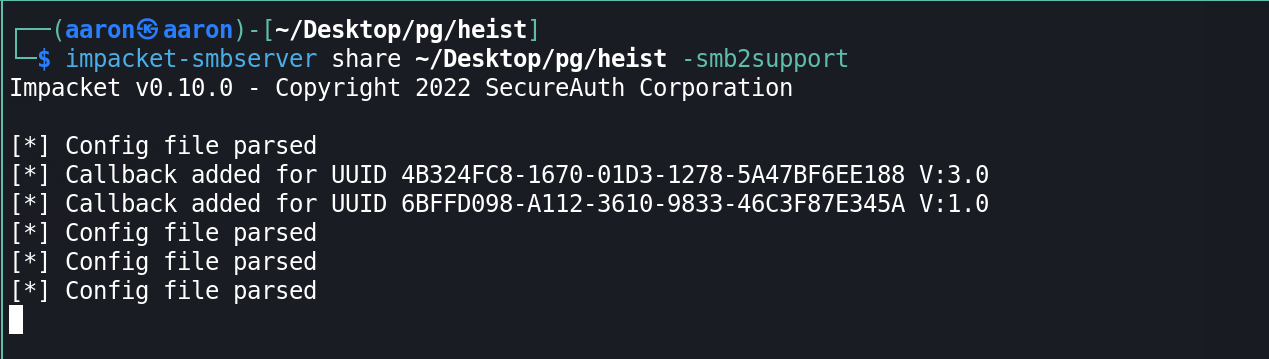 ┌──(aaron㉿aaron)-[~/Desktop/pg/heist]
└─$ impacket-smbserver share ~/Desktop/pg/heist -smb2support
Impacket v0.10.0 - Copyright 2022 SecureAuth Corporation
[*] Config file parsed
[*] Callback added for UUID 4B324FC8-1670-01D3-1278-5A47BF6EE188 V:3.0
[*] Callback added for UUID 6BFFD098-A112-3610-9833-46C3F87E345A V:1.0
[*] Config file parsed
[*] Config file parsed
[*] Config file parsed